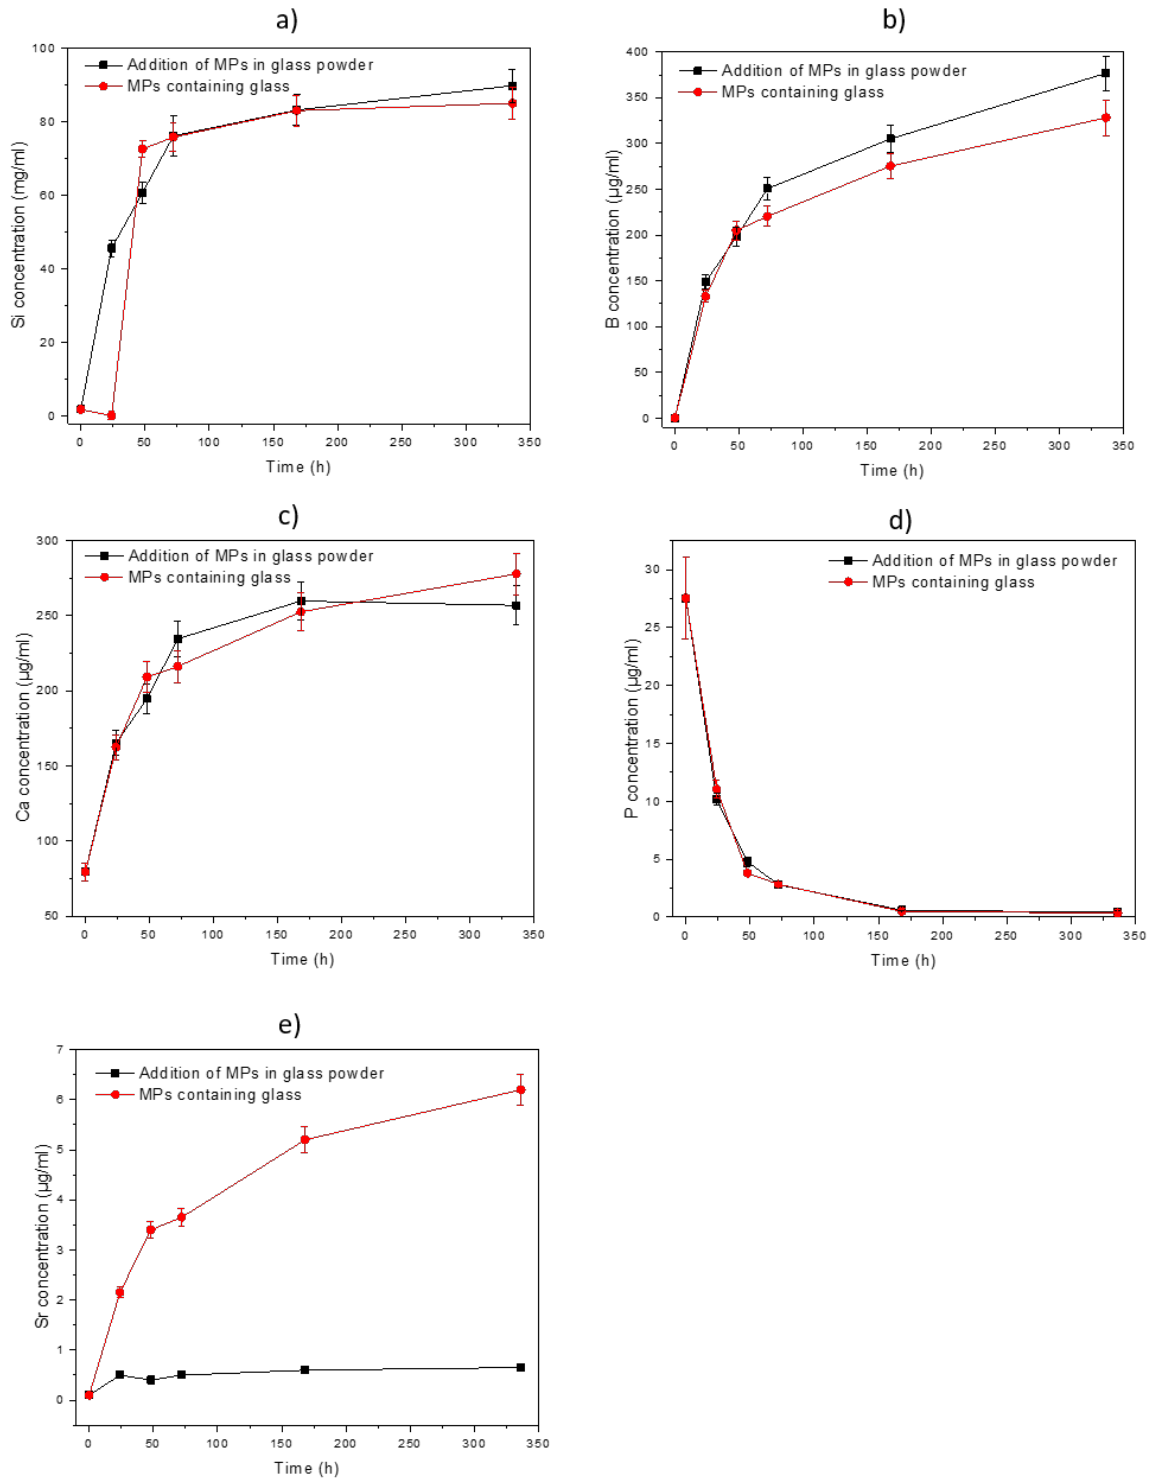 a)
Addition of MPs in glass powder
MPs containing glass
100
80
60
40
20
0
Si concentration (mg/ml)
0 50 100 150 200 250 300 350
Time (h)
b)
Addition of MPs in glass powder
MPs containing glass
400
350
300
250
200
150
100
50
0
B concentration (µg/ml)
0 50 100 150 200 250 300 350
Time (h)
c)
Addition of MPs in glass powder
MPs containing glass
300
250
200
150
100
50
Ca concentration (µg/ml)
0 50 100 150 200 250 300 350
Time (h)
d)
Addition of MPs in glass powder
MPs containing glass
30
25
20
15
10
5
0
P concentration (µg/ml)
0 50 100 150 200 250 300 350
Time (h)
e)
Addition of MPs in glass powder
MPs containing glass
7
6
5
4
3
2
1
0
Sr concentration (µg/ml)
0 50 100 150 200 250 300 350
Time (h)